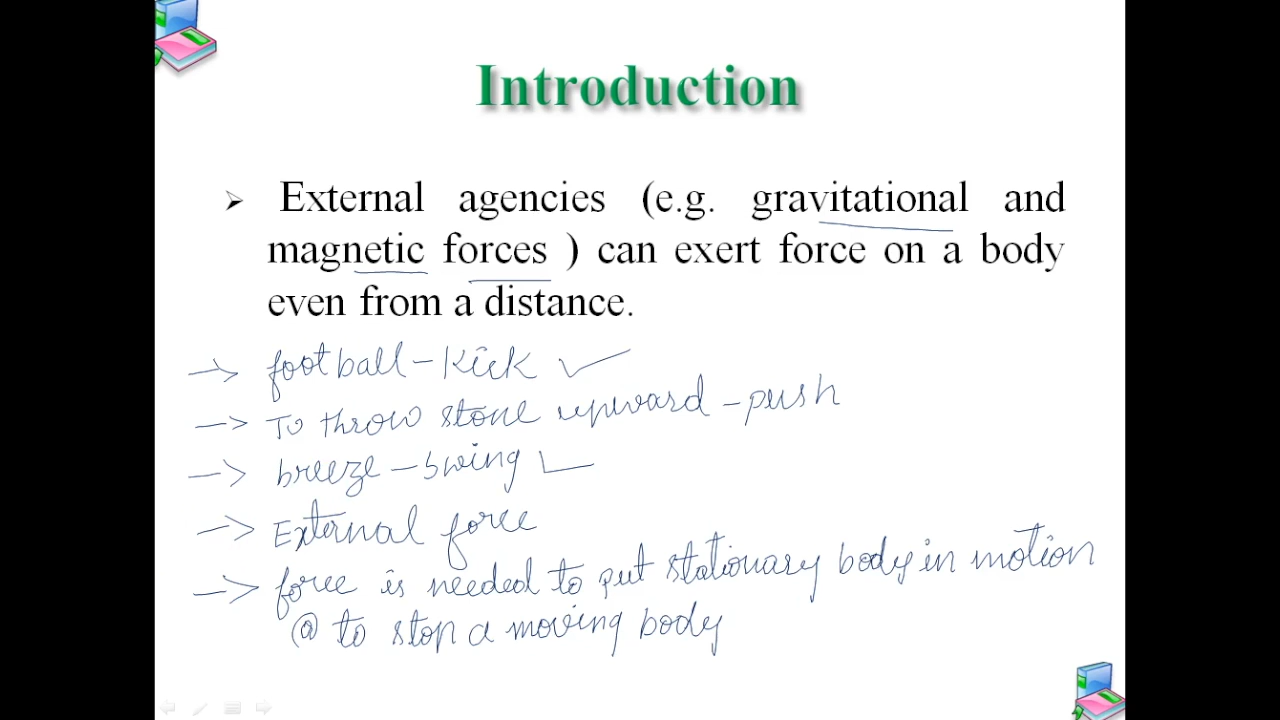 Introduction
➢ External agencies (e.g. gravitational and
magnetic forces ) can exert force on a body
even from a distance.
→ football - Kick ✓
→ To throw stone upward - push
→ breeze - swing ✓
→ External force
→ force is needed to put stationary body in motion
@ to stop a moving body